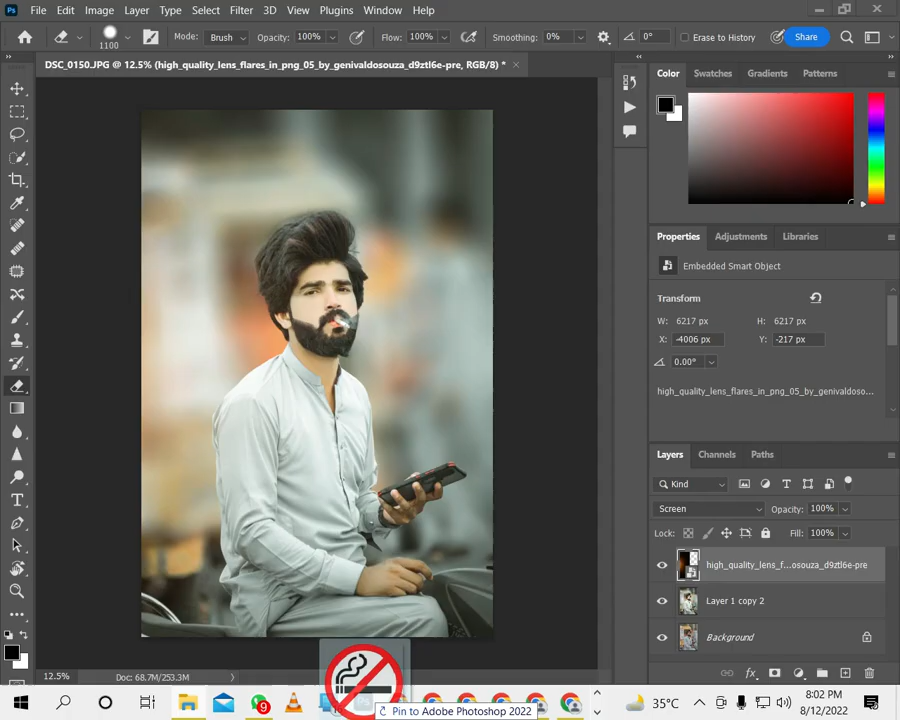 Ps File Edit Image Layer Type Select Filter 3D View Plugins Window Help
1100 Mode: Brush Opacity: 100% Flow: 100% Smoothing: 0% 0° Erase to History Share
DSC_0150.JPG @ 12.5% (high_quality_lens_flares_in_png_05_by_genivaldosouza_d9ztl6e-pre, RGB/8) *
Color Swatches Gradients Patterns
Properties Adjustments Libraries
Embedded Smart Object
Transform
W: 6217 px H: 6217 px
X: -4006 px Y: -217 px
0.00°
high_quality_lens_flares_in_png_05_by_genivaldoso...
Layers Channels Paths
Kind
Screen Opacity: 100%
Lock: Fill: 100%
high_quality_lens_f...osouza_d9ztl6e-pre
Layer 1 copy 2
Background
12.5% Doc: 68.7M/253.3M
9 Pin to Adobe Photoshop 2022 35°C 8:02 PM
8/12/2022